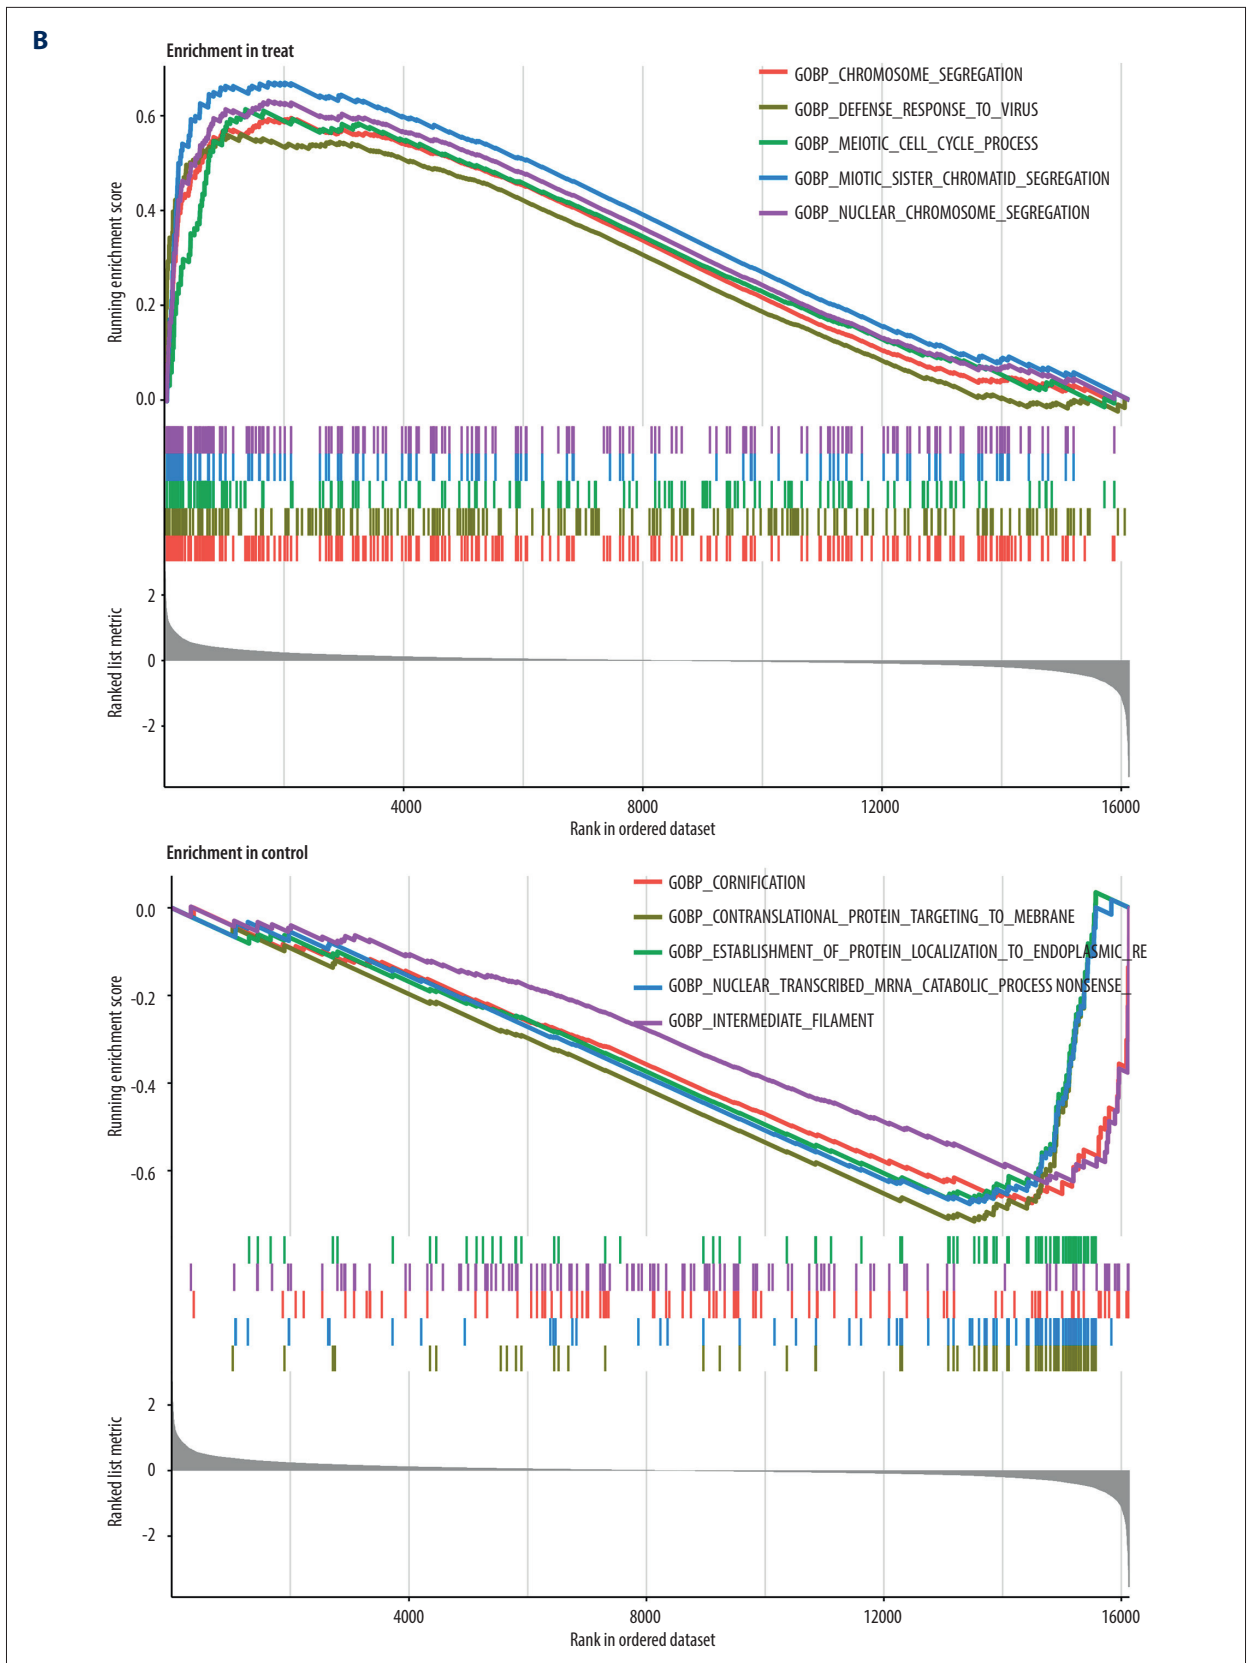 B
Enrichment in treat
GOBP_CHROMOSOME_SEGREGATION
GOBP_DEFENSE_RESPONSE_TO_VIRUS
GOBP_MEIOTIC_CELL_CYCLE_PROCESS
GOBP_MIOTIC_SISTER_CHROMATID_SEGREGATION
GOBP_NUCLEAR_CHROMOSOME_SEGREGATION
Running enrichment score
0.6
0.4
0.2
0.0
Ranked list metric
2
0
-2
4000 8000 12000 16000
Rank in ordered dataset
Enrichment in control
GOBP_CORNIFICATION
GOBP_CONTRANSLATIONAL_PROTEIN_TARGETING_TO_MEBRANE
GOBP_ESTABLISHMENT_OF_PROTEIN_LOCALIZATION_TO_ENDOPLASMIC_RE
GOBP_NUCLEAR_TRANSCRIBED_MRNA_CATABOLIC_PROCESS NONSENSE_
GOBP_INTERMEDIATE_FILAMENT
Running enrichment score
0.0
-0.2
-0.4
-0.6
Ranked list metric
2
0
-2
4000 8000 12000 16000
Rank in ordered dataset